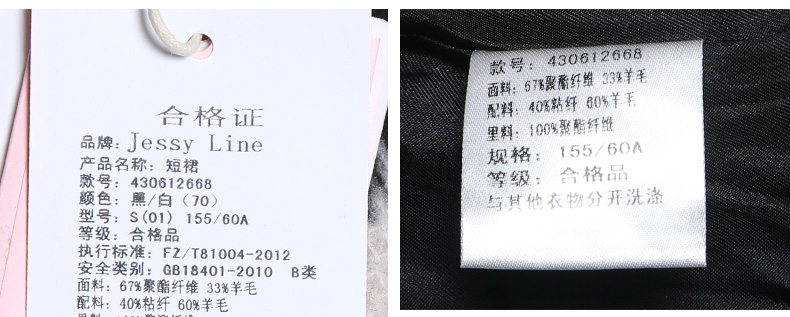 合格证
品牌：Jessy Line
产品名称：短裙
款号：430612668
颜色：黑/白（70）
型号：S(01) 155/60A
等级：合格品
执行标准：FZ/T81004-2012
安全类别：GB18401-2010 B类
面料：67%聚酯纤维 33%羊毛
配料：40%粘纤 60%羊毛
款号：430612668
面料：67%聚酯纤维 33%羊毛
配料：40%粘纤 60%羊毛
里料：100%聚酯纤维
规格：155/60A
等级：合格品
与其他衣物分开洗涤